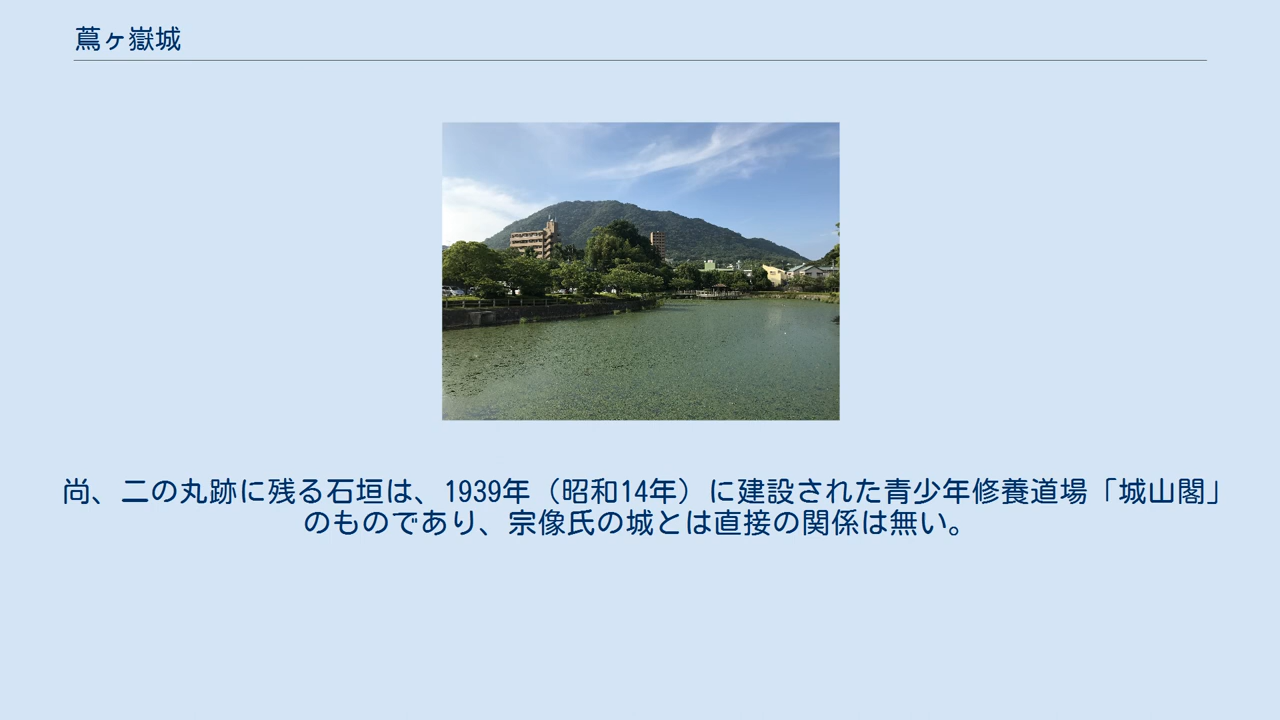 蔦ヶ嶽城
尚、二の丸跡に残る石垣は、1939年（昭和14年）に建設された青少年修養道場「城山閣」
のものであり、宗像氏の城とは直接の関係は無い。